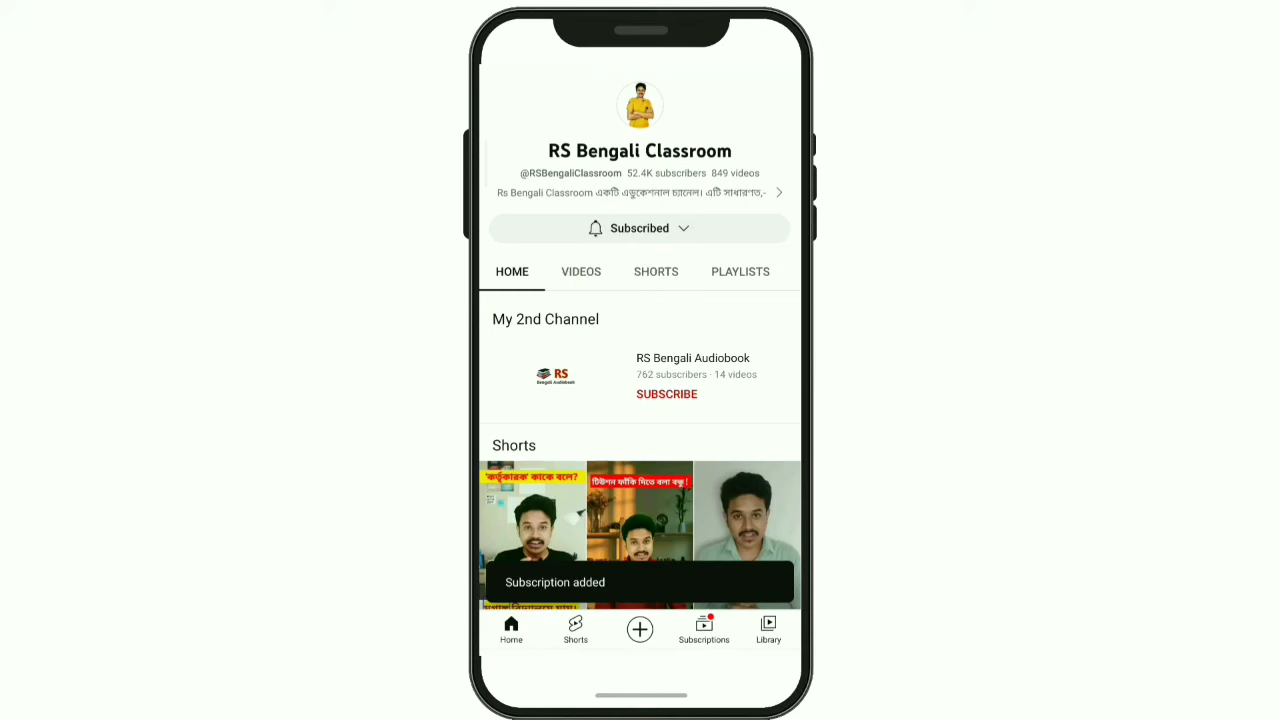 RS Bengali Classroom
@RSBengaliClassroom 52.4K subscribers 849 videos
Rs Bengali Classroom একটি এডুকেশনাল চ্যানেল। এটি সাধারণত,-
Subscribed
HOME VIDEOS SHORTS PLAYLISTS
My 2nd Channel
RS Bengali Audiobook
762 subscribers · 14 videos
SUBSCRIBE
RS
Bengali Audiobook
Shorts
'কর্তৃকারক' কাকে বলে?
টিউশন ফাঁকি দিতে বলা বন্ধু!
Subscription added
Home Shorts Subscriptions Library